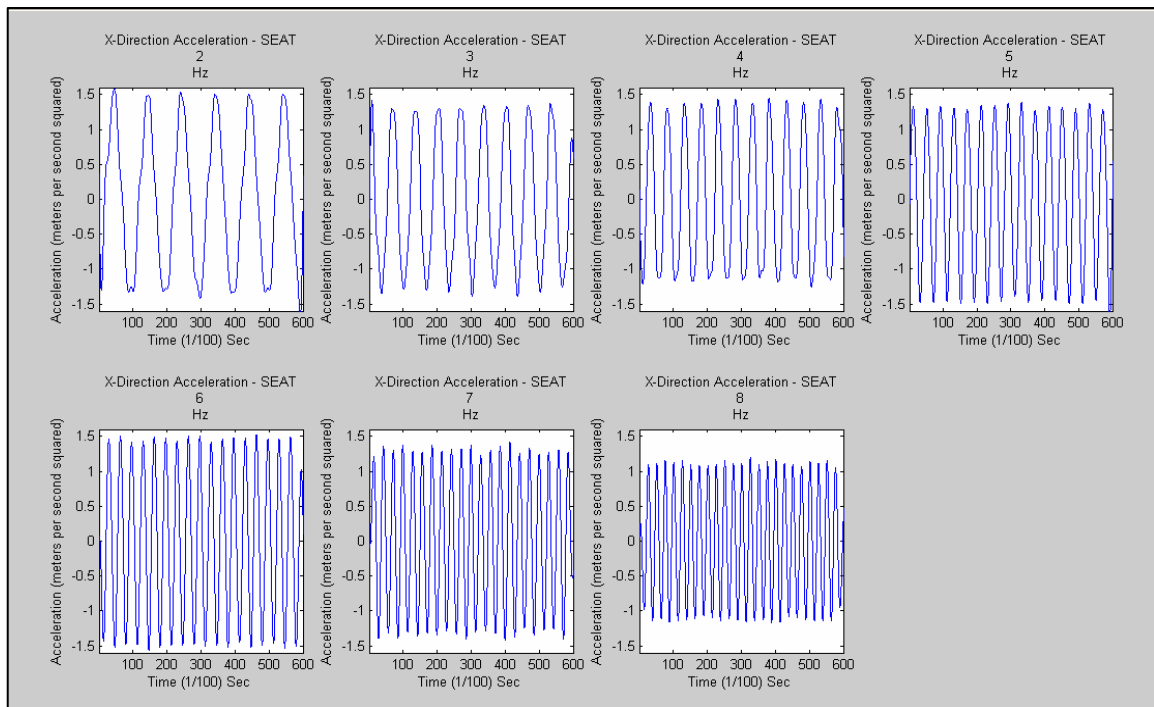 X-Direction Acceleration - SEAT
2
Hz
Acceleration (meters per second squared)
1.5
1
0.5
0
-0.5
-1
-1.5
100 200 300 400 500 600
Time (1/100) Sec
X-Direction Acceleration - SEAT
3
Hz
Acceleration (meters per second squared)
1.5
1
0.5
0
-0.5
-1
-1.5
100 200 300 400 500 600
Time (1/100) Sec
X-Direction Acceleration - SEAT
4
Hz
Acceleration (meters per second squared)
1.5
1
0.5
0
-0.5
-1
-1.5
100 200 300 400 500 600
Time (1/100) Sec
X-Direction Acceleration - SEAT
5
Hz
Acceleration (meters per second squared)
1.5
1
0.5
0
-0.5
-1
-1.5
100 200 300 400 500 600
Time (1/100) Sec
X-Direction Acceleration - SEAT
6
Hz
Acceleration (meters per second squared)
1.5
1
0.5
0
-0.5
-1
-1.5
100 200 300 400 500 600
Time (1/100) Sec
X-Direction Acceleration - SEAT
7
Hz
Acceleration (meters per second squared)
1.5
1
0.5
0
-0.5
-1
-1.5
100 200 300 400 500 600
Time (1/100) Sec
X-Direction Acceleration - SEAT
8
Hz
Acceleration (meters per second squared)
1.5
1
0.5
0
-0.5
-1
-1.5
100 200 300 400 500 600
Time (1/100) Sec